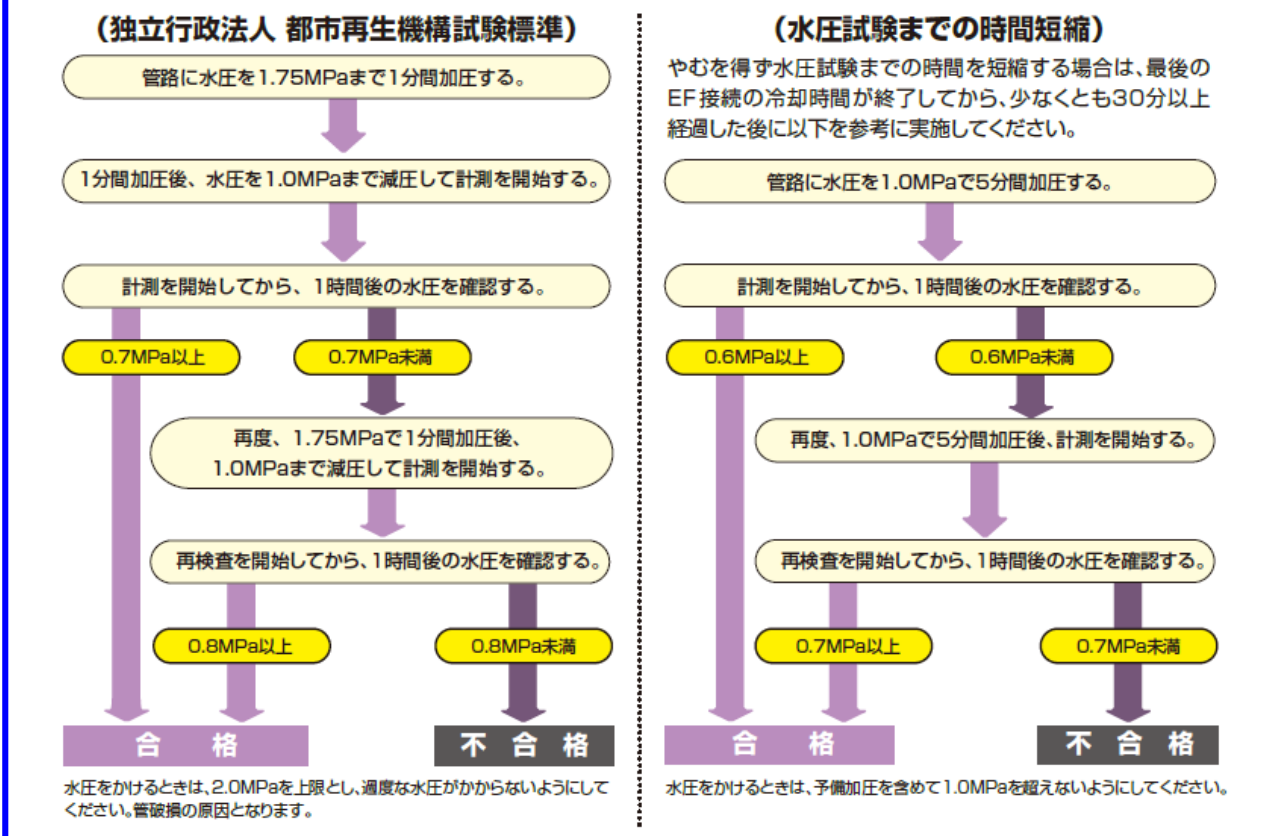 （独立行政法人 都市再生機構試験標準）
管路に水圧を1.75MPaまで1分間加圧する。
1分間加圧後、水圧を1.0MPaまで減圧して計測を開始する。
計測を開始してから、1時間後の水圧を確認する。
0.7MPa以上
0.7MPa未満
再度、1.75MPaで1分間加圧後、
1.0MPaまで減圧して計測を開始する。
再検査を開始してから、1時間後の水圧を確認する。
0.8MPa以上
0.8MPa未満
合 格
不 合 格
水圧をかけるときは、2.0MPaを上限とし、過度な水圧がかからないようにして
ください。管破損の原因となります。
（水圧試験までの時間短縮）
やむを得ず水圧試験までの時間を短縮する場合は、最後の
EF接続の冷却時間が終了してから、少なくとも30分以上
経過した後に以下を参考に実施してください。
管路に水圧を1.0MPaで5分間加圧する。
計測を開始してから、1時間後の水圧を確認する。
0.6MPa以上
0.6MPa未満
再度、1.0MPaで5分間加圧後、計測を開始する。
再検査を開始してから、1時間後の水圧を確認する。
0.7MPa以上
0.7MPa未満
合 格
不 合 格
水圧をかけるときは、予備加圧を含めて1.0MPaを超えないようにしてください。